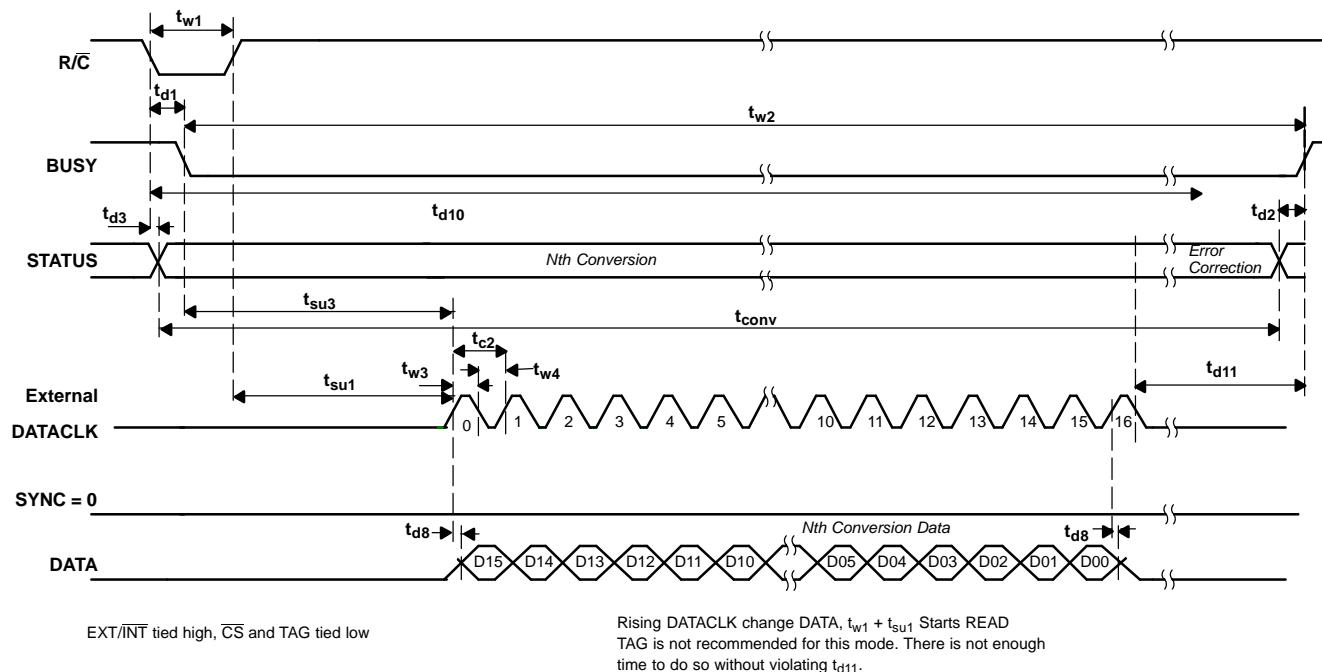 tw1
R/C
td1
tw2
BUSY
td3
td10
td2
STATUS
Nth Conversion
Error
Correction
tsu3
tconv
tc2
tw3
tw4
tsu1
td11
External
DATACLK
0 1 2 3 4 5 10 11 12 13 14 15 16
SYNC = 0
td8
Nth Conversion Data
td8
DATA
D15 D14 D13 D12 D11 D10 D05 D04 D03 D02 D01 D00
EXT/INT tied high, CS and TAG tied low
Rising DATACLK change DATA, tw1 + tsu1 Starts READ
TAG is not recommended for this mode. There is not enough
time to do so without violating td11.